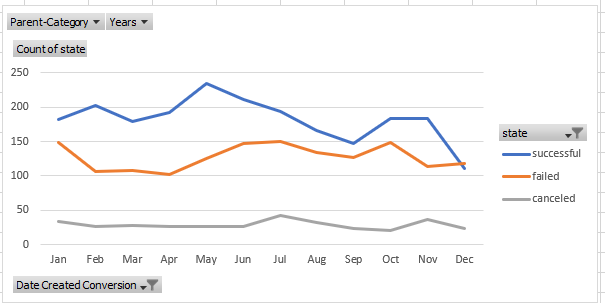 Parent-Category Years
Count of state
250
200
150
100
50
0
Jan Feb Mar Apr May Jun Jul Aug Sep Oct Nov Dec
state
successful
failed
canceled
Date Created Conversion